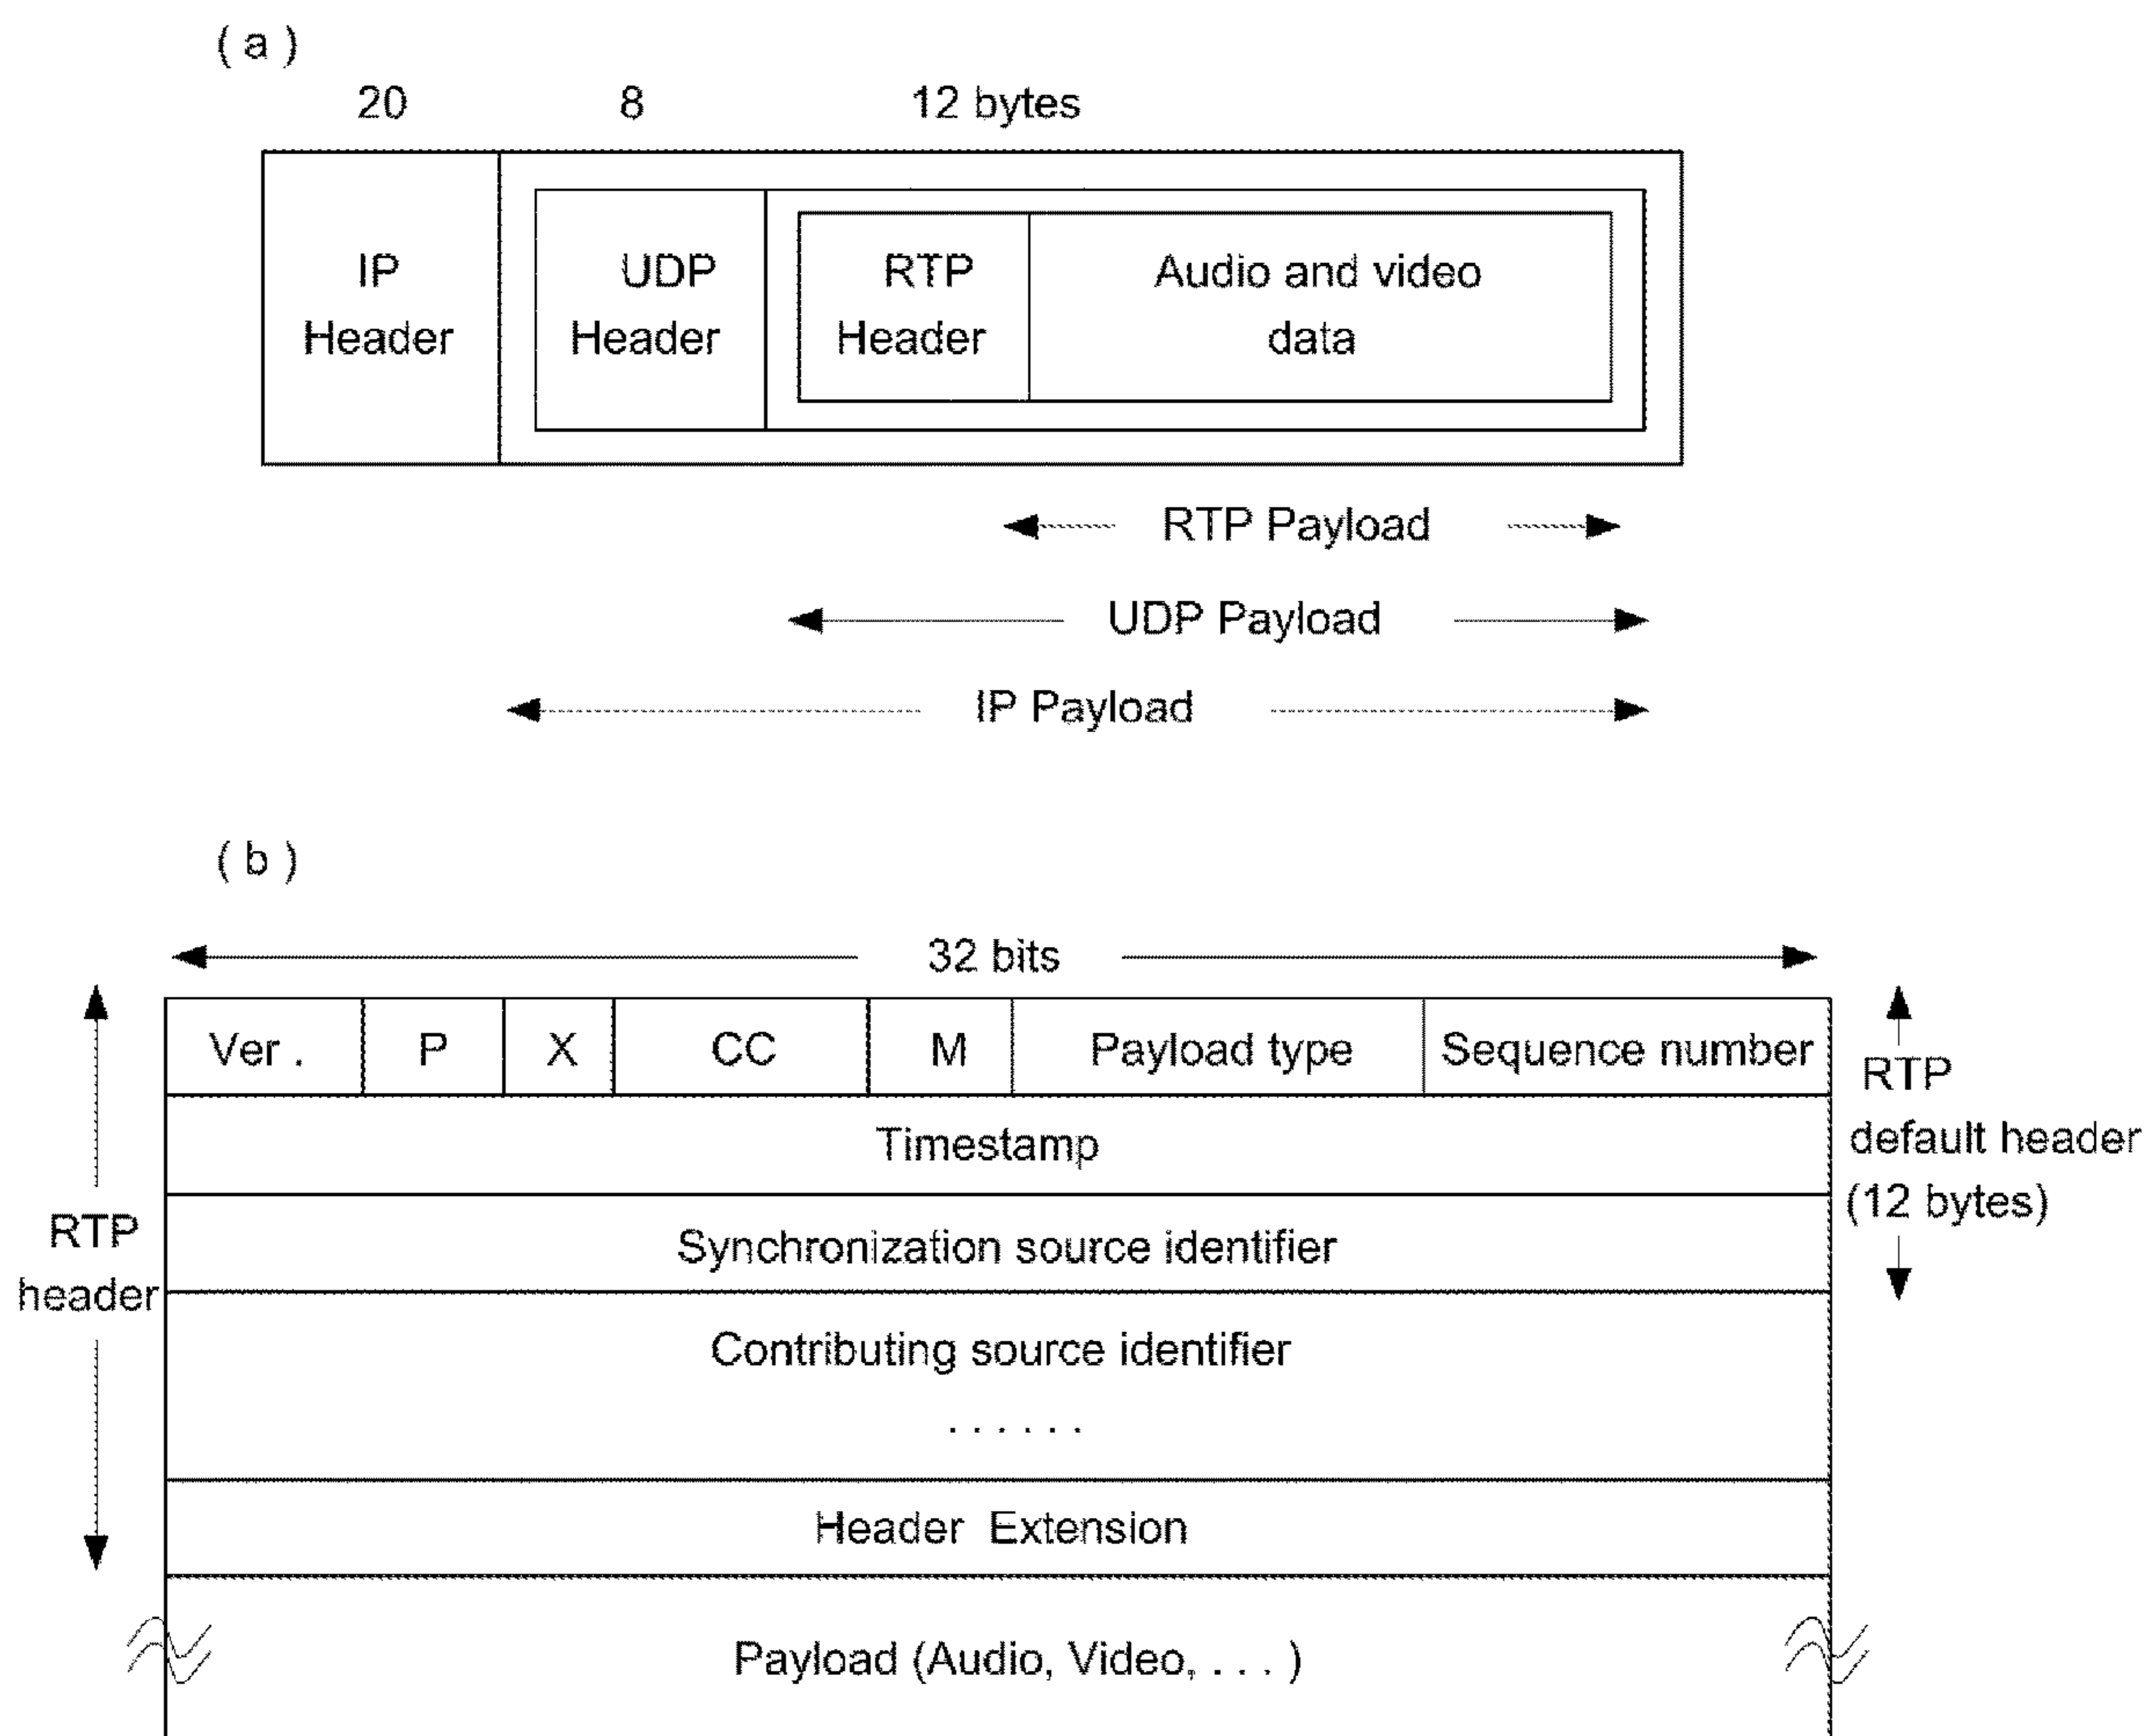 ( a )
20 8 12 bytes
IP
Header
UDP
Header
RTP
Header
Audio and video
data
RTP Payload
UDP Payload
IP Payload
( b )
32 bits
Ver . P X CC M Payload type Sequence number
Timestamp
Synchronization source identifier
Contributing source identifier
. . . . . .
Header Extension
Payload (Audio, Video, . . . )
RTP
header
RTP
default header
(12 bytes)